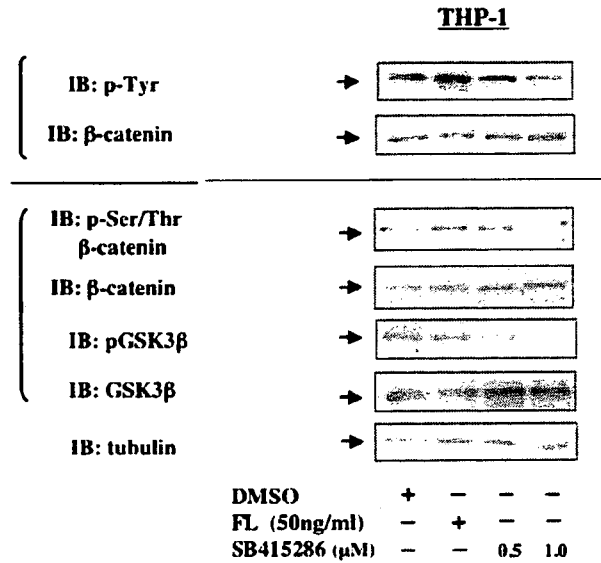 THP-1
IB: p-Tyr
IB: β-catenin
IB: p-Ser/Thr
β-catenin
IB: β-catenin
IB: pGSK3β
IB: GSK3β
IB: tubulin
DMSO + − − −
FL (50ng/ml) − + − −
SB415286 (μM) − − 0.5 1.0